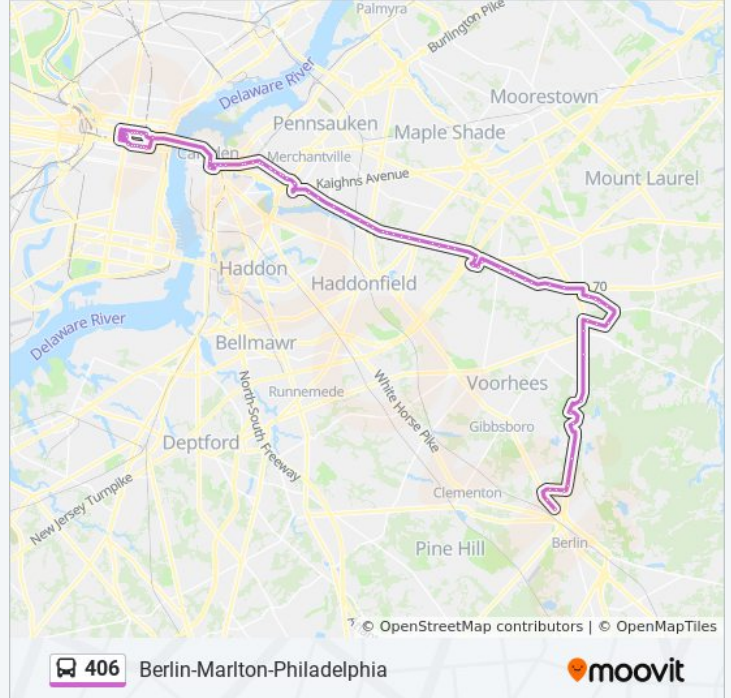 Palmyra
Burlington Pike
Delaware River
Moorestown
Pennsauken
Maple Shade
Camden
Merchantville
Kaighns Avenue
Mount Laurel
Haddon
Haddonfield
70
Delaware River
Bellmawr
Runnemede
White Horse Pike
Voorhees
North-South Freeway
Gibbsboro
Deptford
New Jersey Turnpike
Clementon
Pine Hill
Berlin
© OpenStreetMap contributors | © OpenMapTiles
406 Berlin-Marlton-Philadelphia
moovit